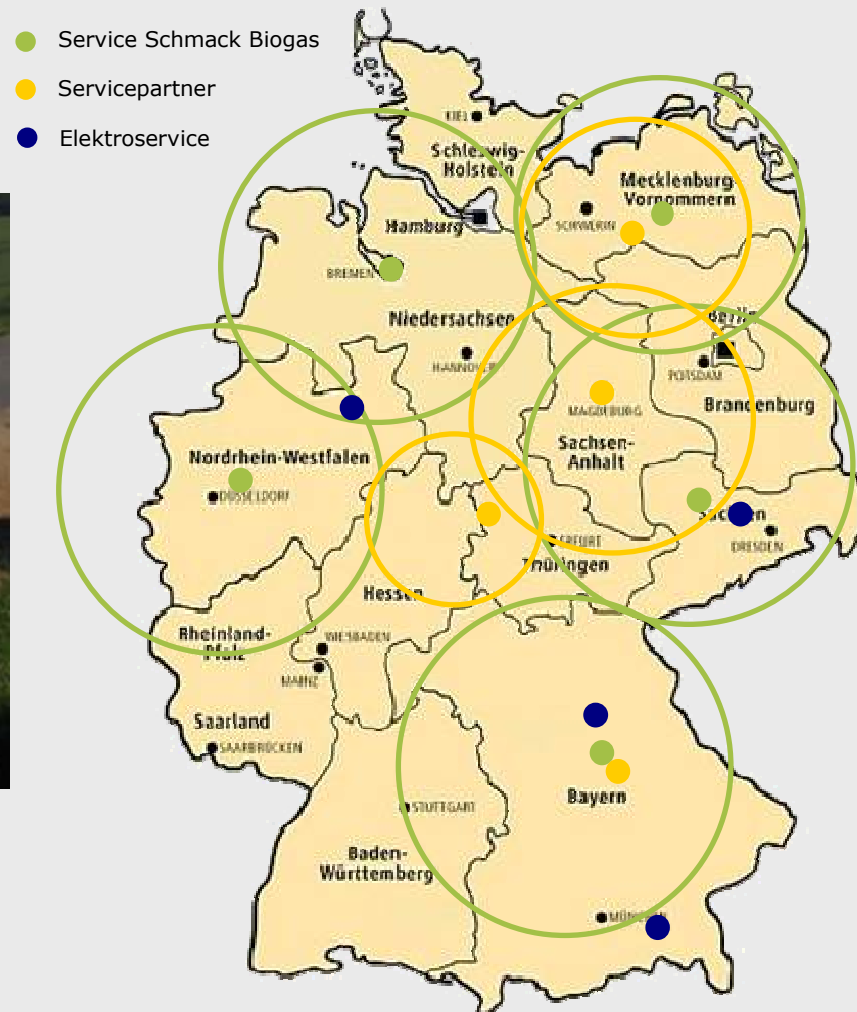 Service Schmack Biogas
Servicepartner
Elektroservice
KIEL
Schleswig-
Holstein
Mecklenburg
Vorpommern
SCHWERIN
Hamburg
BREMEN
Niedersachsen
HANNOVER
Berlin
POTSDAM
Brandenburg
MAGDEBURG
Sachsen-
Anhalt
Nordrhein-Westfalen
DÜSSELDORF
Sachsen
DRESDEN
ERFURT
Thüringen
Hessen
Rheinland-
Pfalz
WIESBADEN
MAINZ
Saarland
SAARBRÜCKEN
STUTTGART
Bayern
Baden-
Württemberg
MÜNCHEN